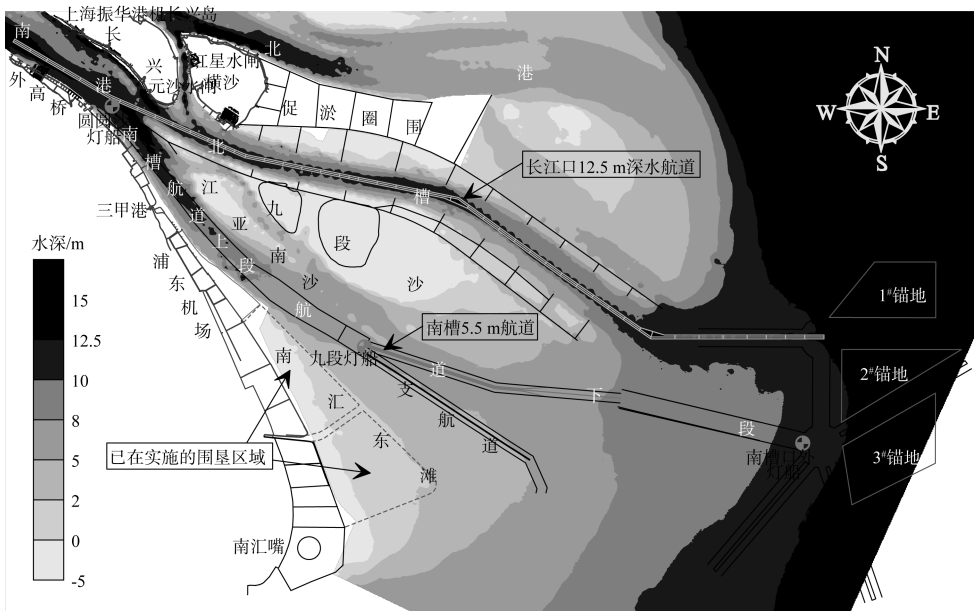 上海振华港机长兴岛
南
长
北
兴
红星水闸
横沙
港
N
外
高
桥
港
元沙水闸
促
淤
圈
围
W
E
圆圆沙
灯船
南
S
北
长江口12.5 m深水航道
槽
航
道
江
亚
九
槽
三甲港
上
段
南
段
水深/m
浦
东
机
场
沙
沙
15
12.5
10
8
5
2
0
-5
航
1#锚地
南槽5.5 m航道
南
九段灯船
道
2#锚地
汇
支
下
航
段
东
道
已在实施的围垦区域
南槽口外
灯船
3#锚地
滩
南汇嘴